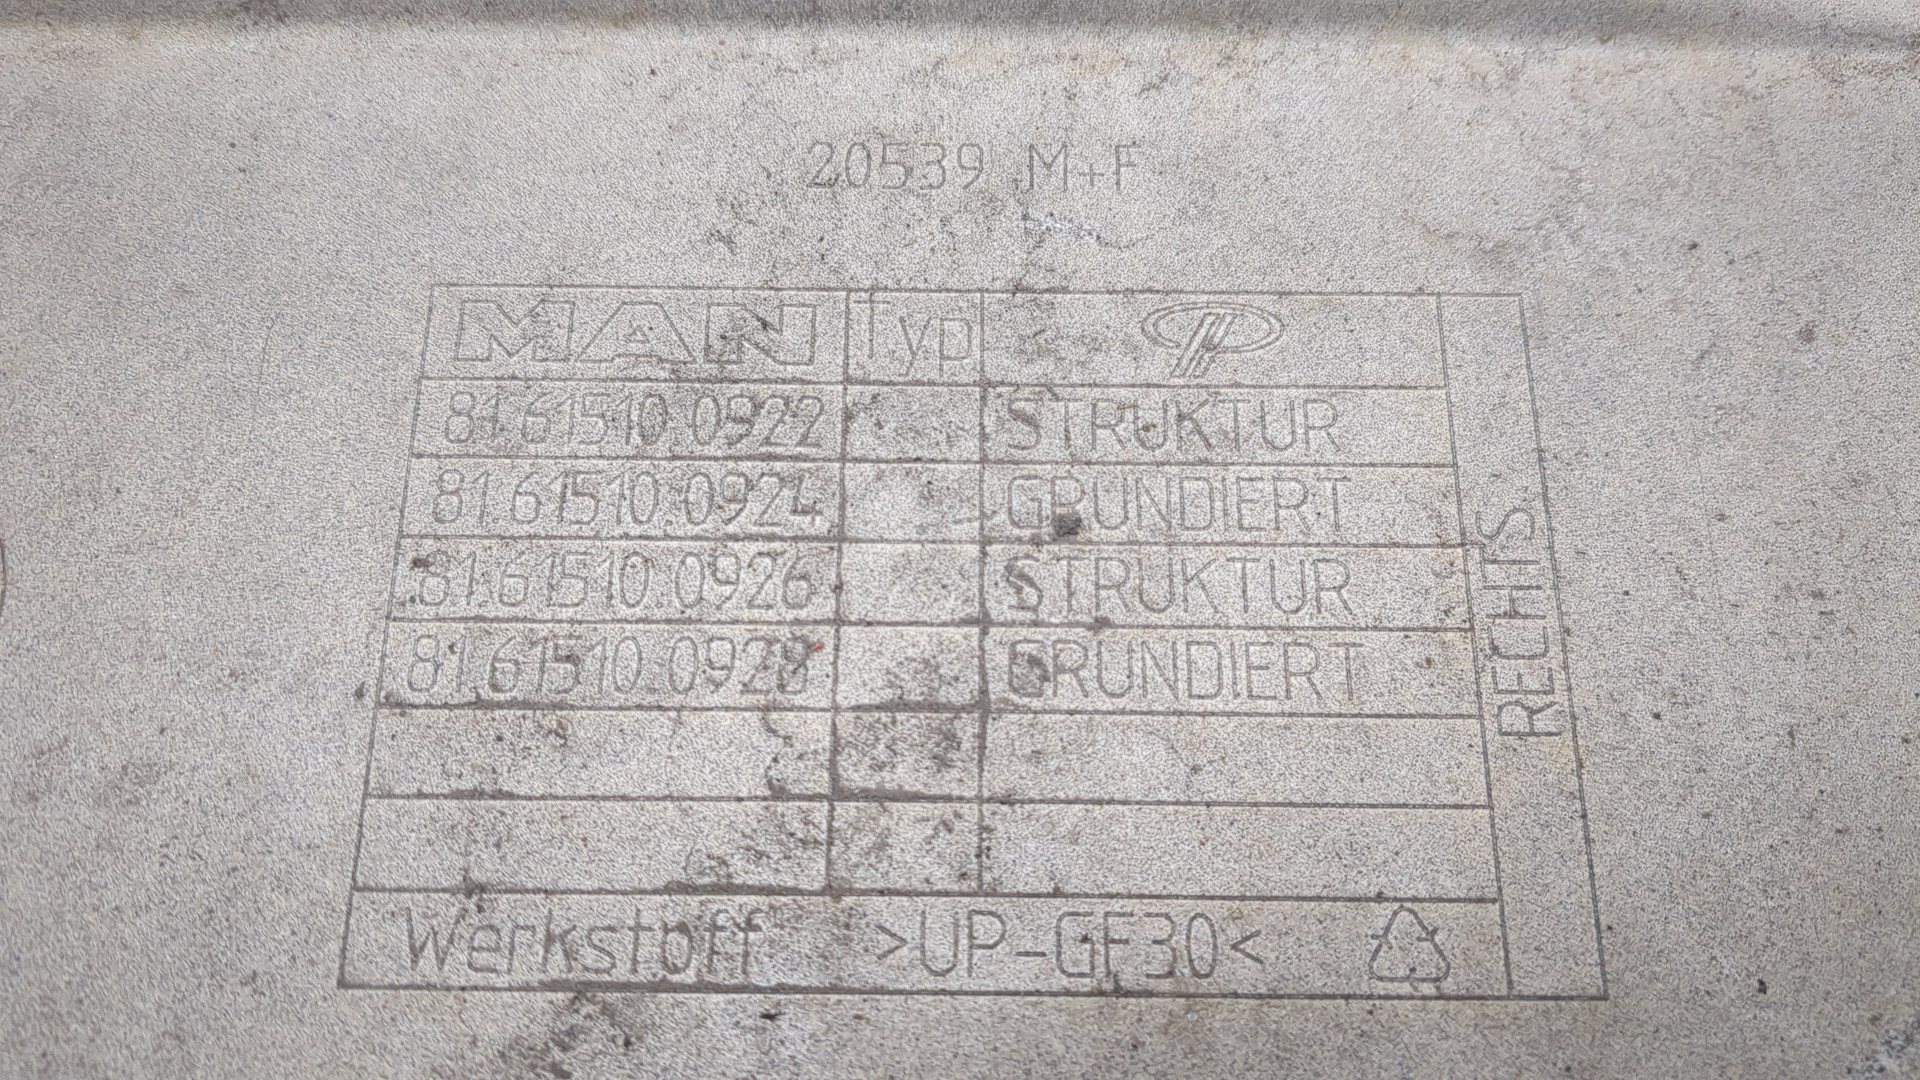 20539 M+F
MAN Typ
81.61510.0922 STRUKTUR
81.61510.0924 GRUNDIERT
81.61510.0926 STRUKTUR
81.61510.0928 GRUNDIERT
RECHTS
Werkstoff >UP-GF30<